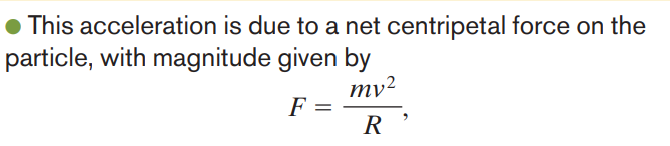 ● This acceleration is due to a net centripetal force on the
particle, with magnitude given by
F = mv²/R,